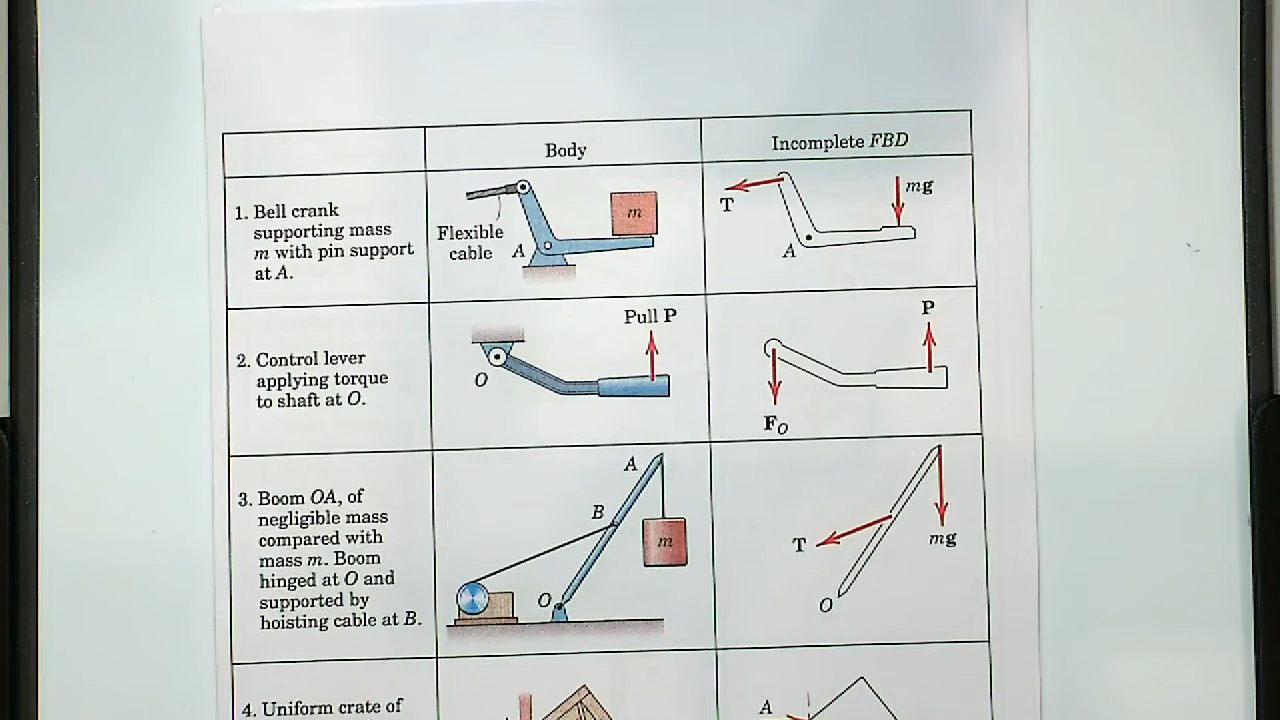 Body
Incomplete FBD
1. Bell crank
supporting mass
m with pin support
at A.
Flexible
cable
A
m
T
mg
A
2. Control lever
applying torque
to shaft at O.
Pull P
O
P
F_O
3. Boom OA, of
negligible mass
compared with
mass m. Boom
hinged at O and
supported by
hoisting cable at B.
A
B
m
O
T
mg
O
4. Uniform crate of
A